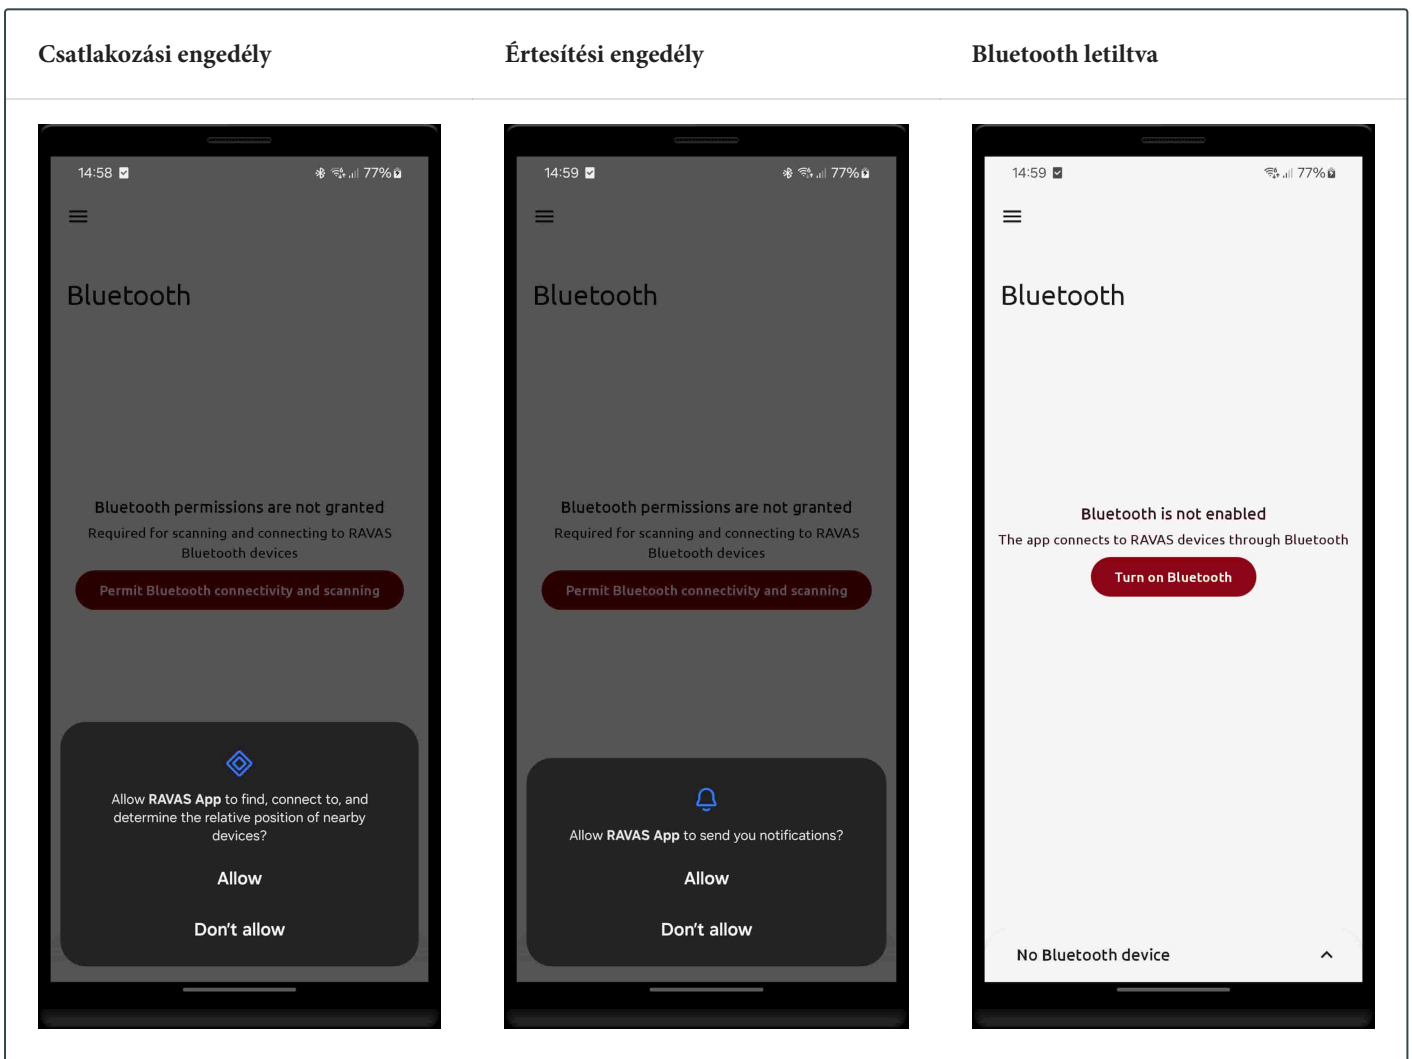 Csatlakozási engedély
Értesítési engedély
Bluetooth letiltva
14:58
77%
Bluetooth
Bluetooth permissions are not granted
Required for scanning and connecting to RAVAS
Bluetooth devices
Permit Bluetooth connectivity and scanning
Allow RAVAS App to find, connect to, and
determine the relative position of nearby
devices?
Allow
Don't allow
14:59
77%
Bluetooth
Bluetooth permissions are not granted
Required for scanning and connecting to RAVAS
Bluetooth devices
Permit Bluetooth connectivity and scanning
Allow RAVAS App to send you notifications?
Allow
Don't allow
14:59
77%
Bluetooth
Bluetooth is not enabled
The app connects to RAVAS devices through Bluetooth
Turn on Bluetooth
No Bluetooth device